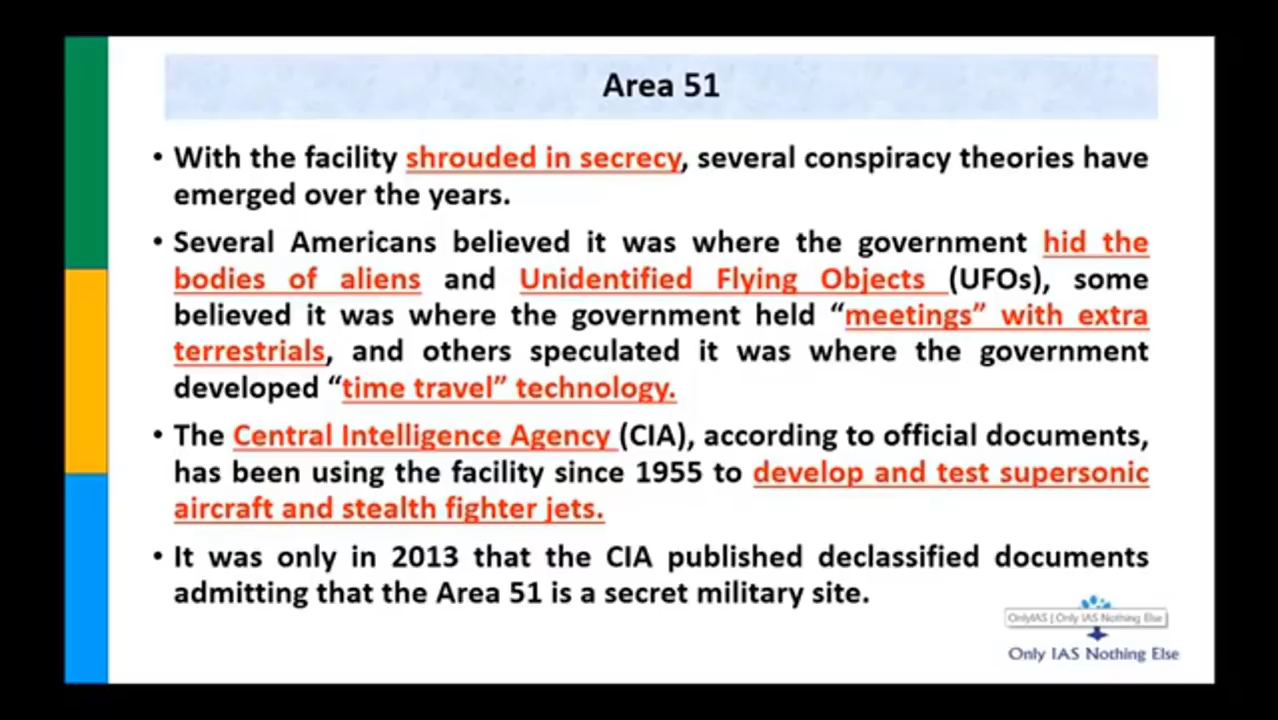 Area 51
• With the facility shrouded in secrecy, several conspiracy theories have
emerged over the years.
• Several Americans believed it was where the government hid the
bodies of aliens and Unidentified Flying Objects (UFOs), some
believed it was where the government held “meetings” with extra
terrestrials, and others speculated it was where the government
developed “time travel” technology.
• The Central Intelligence Agency (CIA), according to official documents,
has been using the facility since 1955 to develop and test supersonic
aircraft and stealth fighter jets.
• It was only in 2013 that the CIA published declassified documents
admitting that the Area 51 is a secret military site.
OnlyIAS | Only IAS Nothing Else
Only IAS Nothing Else